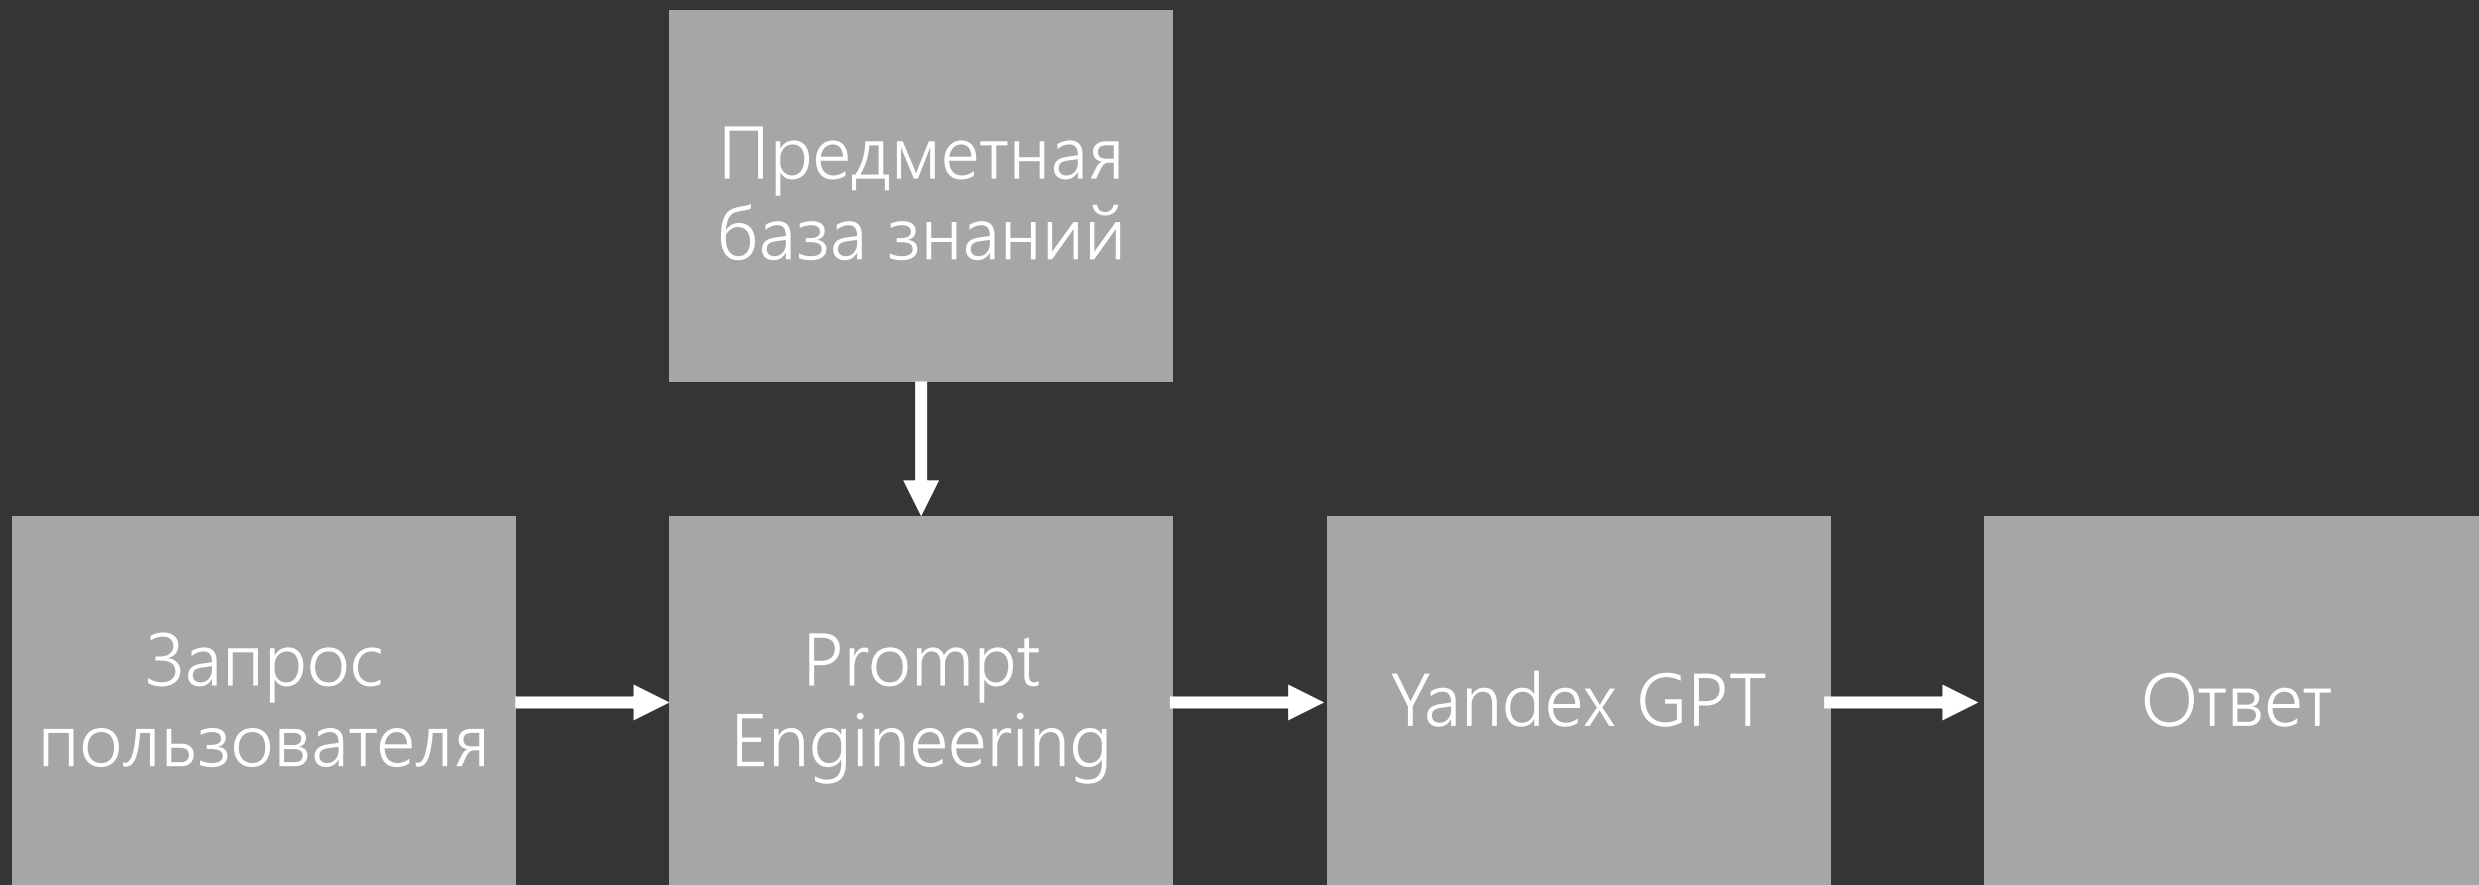 Предметная
база знаний
Запрос
пользователя
Prompt
Engineering
Yandex GPT
Ответ